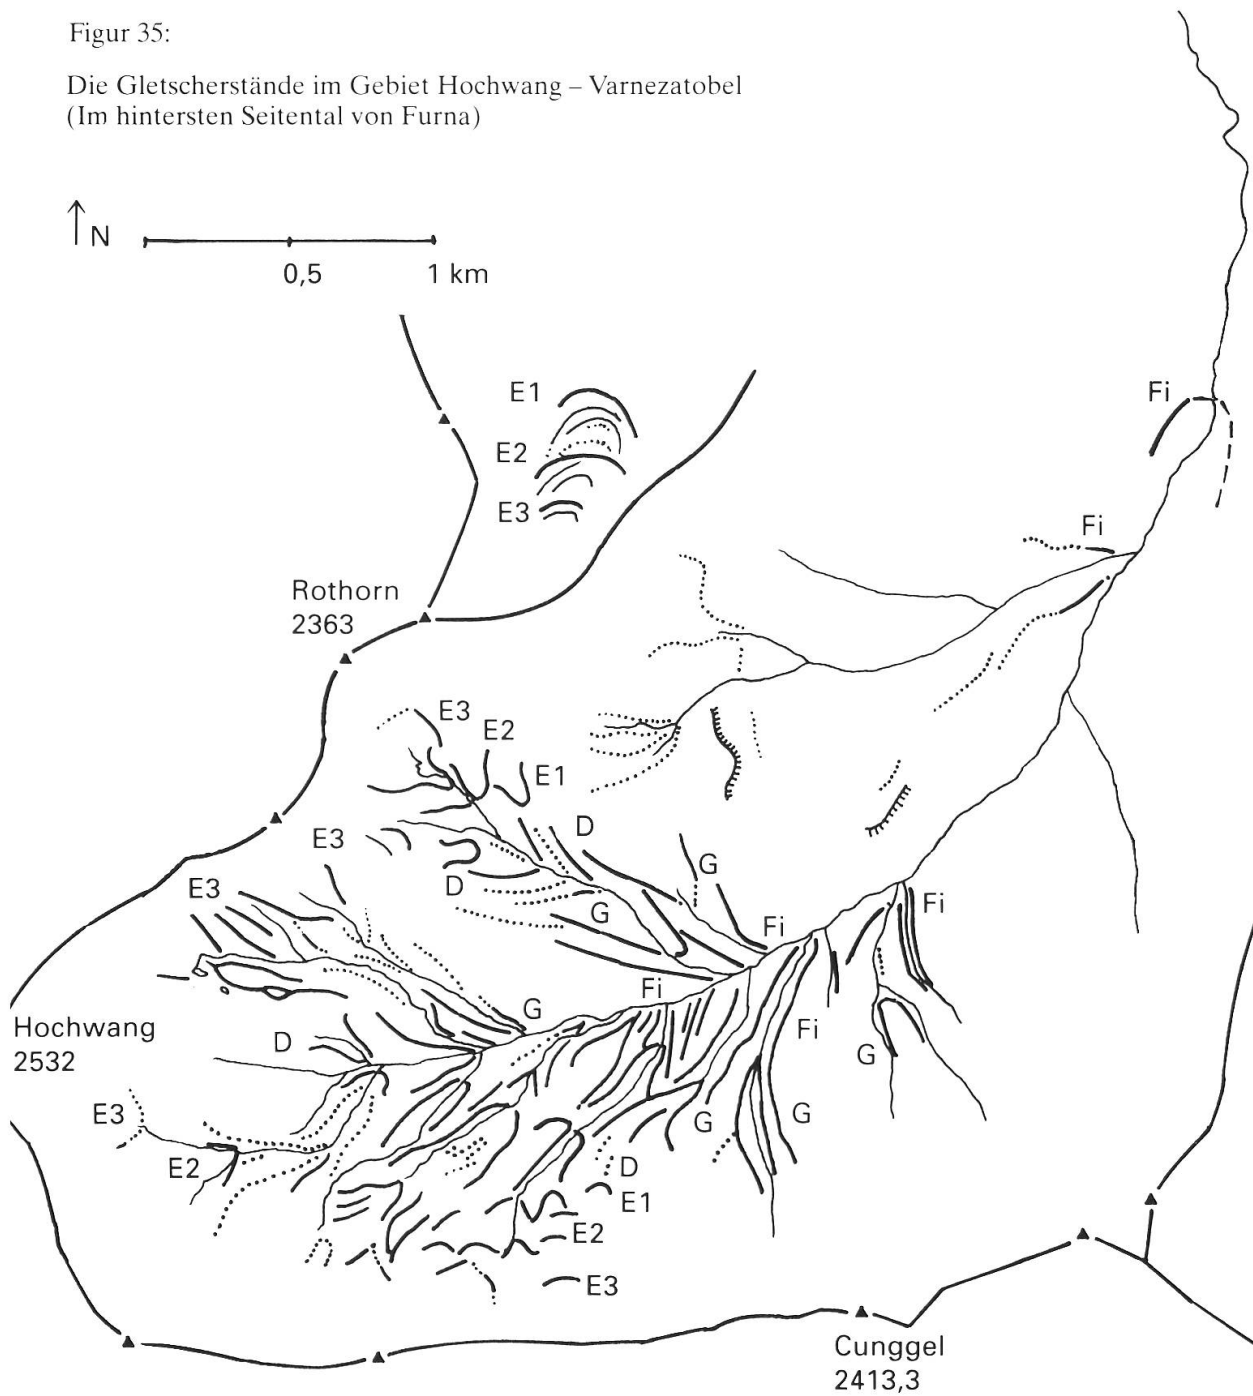 Figur 35:
Die Gletscherstände im Gebiet Hochwang – Varnezatobel
(Im hintersten Seitental von Furna)
N
0,5
1 km
E1
Fi
E2
E3
Fi
Rothorn
2363
E3
E2
E1
D
E3
G
D
E3
G
Fi
Fi
Fi
G
Hochwang
2532
D
Fi
G
E3
G
G
E2
D
E1
E2
E3
Cunggel
2413,3